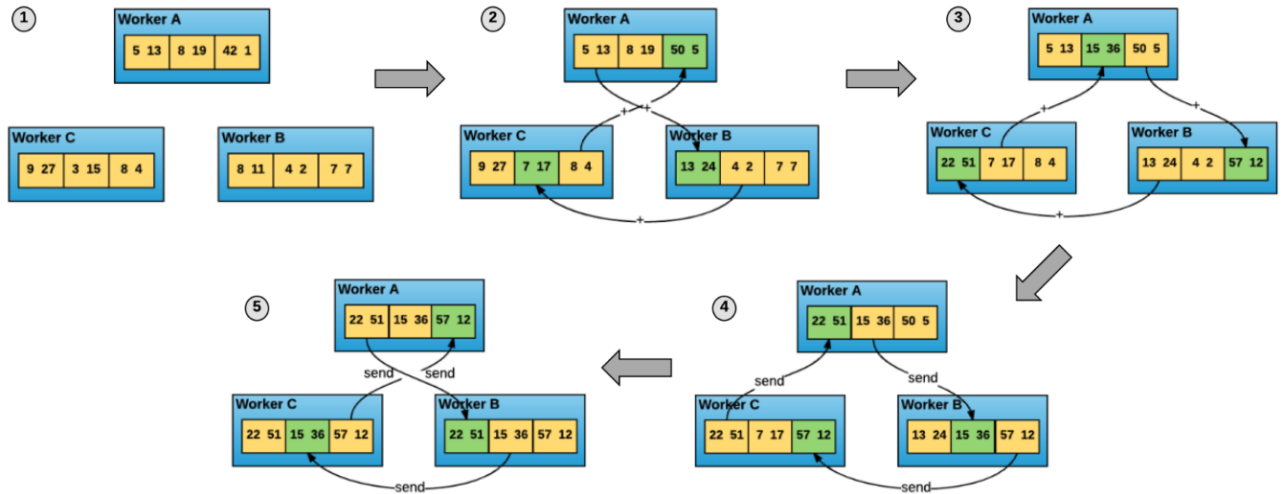 1
Worker A
5 13 8 19 42 1
Worker C
9 27 3 15 8 4
Worker B
8 11 4 2 7 7
2
Worker A
5 13 8 19 50 5
+ +
Worker C
9 27 7 17 8 4
Worker B
13 24 4 2 7 7
+
3
Worker A
5 13 15 36 50 5
+ +
Worker C
22 51 7 17 8 4
Worker B
13 24 4 2 57 12
+
4
Worker A
22 51 15 36 50 5
send send
Worker C
22 51 7 17 57 12
Worker B
13 24 15 36 57 12
send
5
Worker A
22 51 15 36 57 12
send send
Worker C
22 51 15 36 57 12
Worker B
22 51 15 36 57 12
send